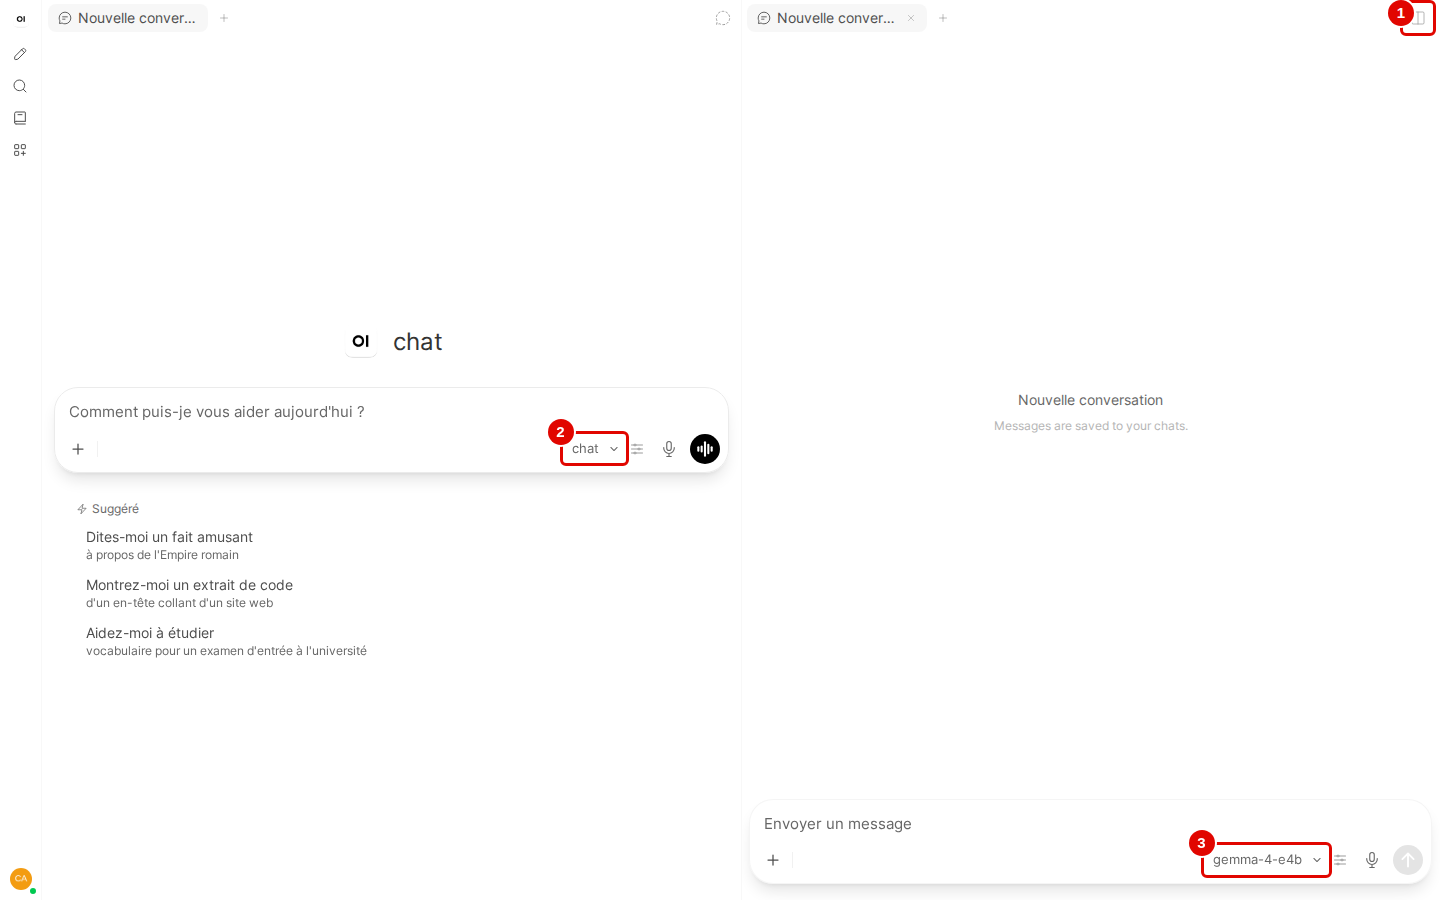 OI
Nouvelle conver...
Nouvelle conver...
1
OI chat
Comment puis-je vous aider aujourd'hui ?
2
chat
Suggéré
Dites-moi un fait amusant
à propos de l'Empire romain
Montrez-moi un extrait de code
d'un en-tête collant d'un site web
Aidez-moi à étudier
vocabulaire pour un examen d'entrée à l'université
CA
Nouvelle conversation
Messages are saved to your chats.
Envoyer un message
3
gemma-4-e4b